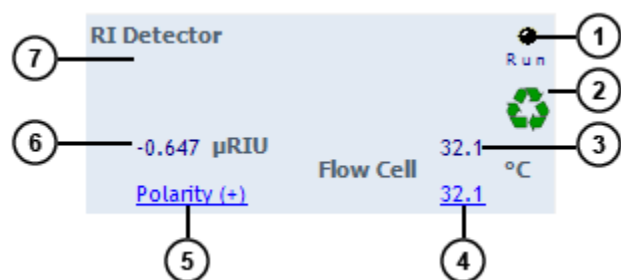 RI Detector
1
Run
7
2
6
-0.647 µRIU
32.1
3
Flow Cell
°C
Polarity (+)
32.1
5
4